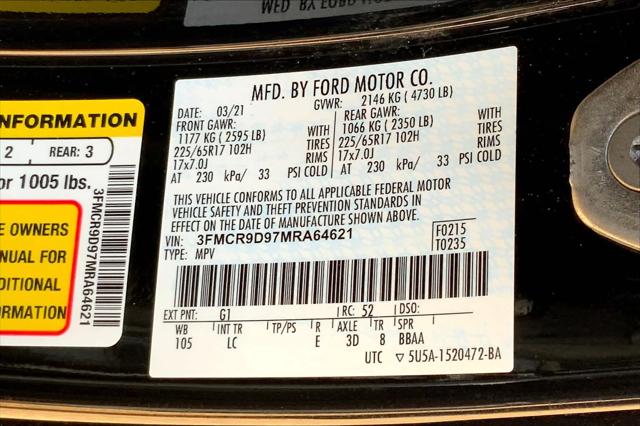 WED. BY FORD
INFORMATION
2 REAR: 3
or 1005 lbs.
3FMCR9D97MRA64621
E OWNERS
ANUAL FOR
DITIONAL
ORMATION
MFD. BY FORD MOTOR CO.
DATE: 03/21 GVWR: 2146 KG ( 4730 LB)
FRONT GAWR: REAR GAWR:
1177 KG ( 2595 LB) WITH 1066 KG ( 2350 LB) WITH
225/65R17 102H TIRES 225/65R17 102H TIRES
17x7.0J RIMS 17x7.0J RIMS
AT 230 kPa/ 33 PSI COLD AT 230 kPa/ 33 PSI COLD
THIS VEHICLE CONFORMS TO ALL APPLICABLE FEDERAL MOTOR
VEHICLE SAFETY AND THEFT PREVENTION STANDARDS IN
EFFECT ON THE DATE OF MANUFACTURE SHOWN ABOVE.
VIN: 3FMCR9D97MRA64621 F0215
TYPE: MPV T0235
EXT PNT: G1 RC: 52 DSO:
WB INT TR TP/PS R AXLE TR SPR
105 LC E 3D 8 BBAA
UTC ▽5U5A-1520472-BA